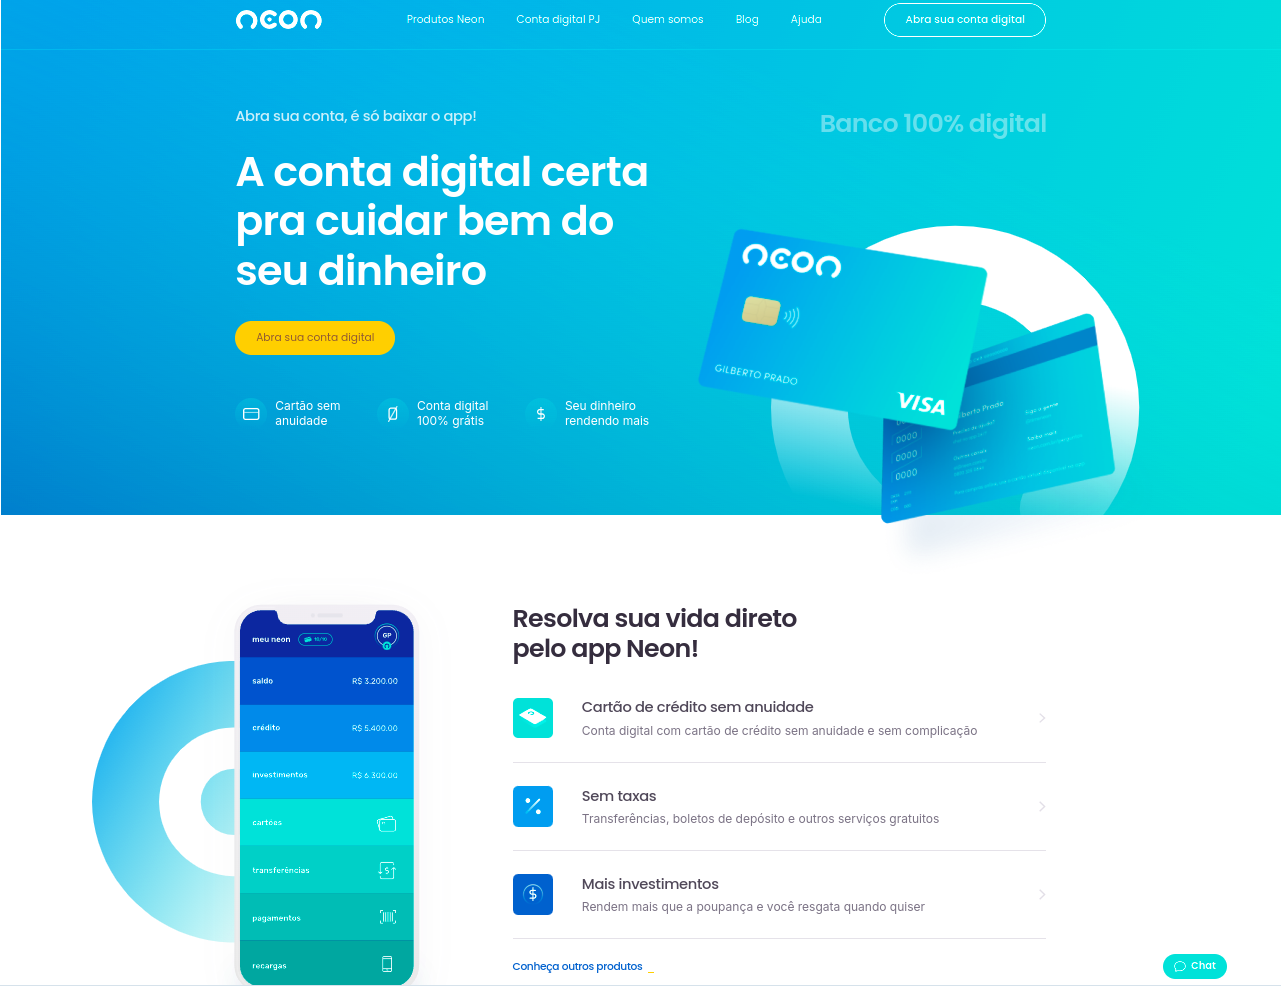 neon
Produtos Neon
Conta digital PJ
Quem somos
Blog
Ajuda
Abra sua conta digital
Abra sua conta, é só baixar o app!
Banco 100% digital
A conta digital certa
pra cuidar bem do
seu dinheiro
Abra sua conta digital
Cartão sem
anuidade
Conta digital
100% grátis
Seu dinheiro
rendendo mais
neon
GILBERTO PRADO
VISA
Gilberto Prado
0000
0000
0000
0000
Resolva sua vida direto
pelo app Neon!
meu neon
GP
saldo
R$ 3.200.00
crédito
R$ 5.400.00
investimentos
R$ 6.300.00
cartões
transferências
pagamentos
recargas
Cartão de crédito sem anuidade
Conta digital com cartão de crédito sem anuidade e sem complicação
Sem taxas
Transferências, boletos de depósito e outros serviços gratuitos
Mais investimentos
Rendem mais que a poupança e você resgata quando quiser
Conheça outros produtos
Chat